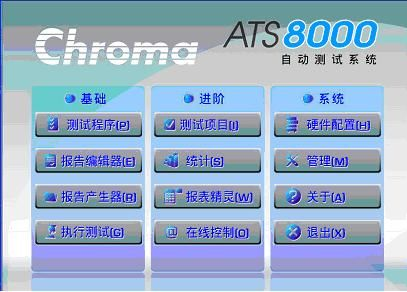 Chroma
ATS 8000
自动测试系统
基础
测试程序(P)
报告编辑器(E)
报告产生器(R)
执行测试(G)
进阶
测试项目(I)
统计(S)
报表精灵(W)
在线控制(O)
系统
硬件配置(H)
管理(M)
关于(A)
退出(X)